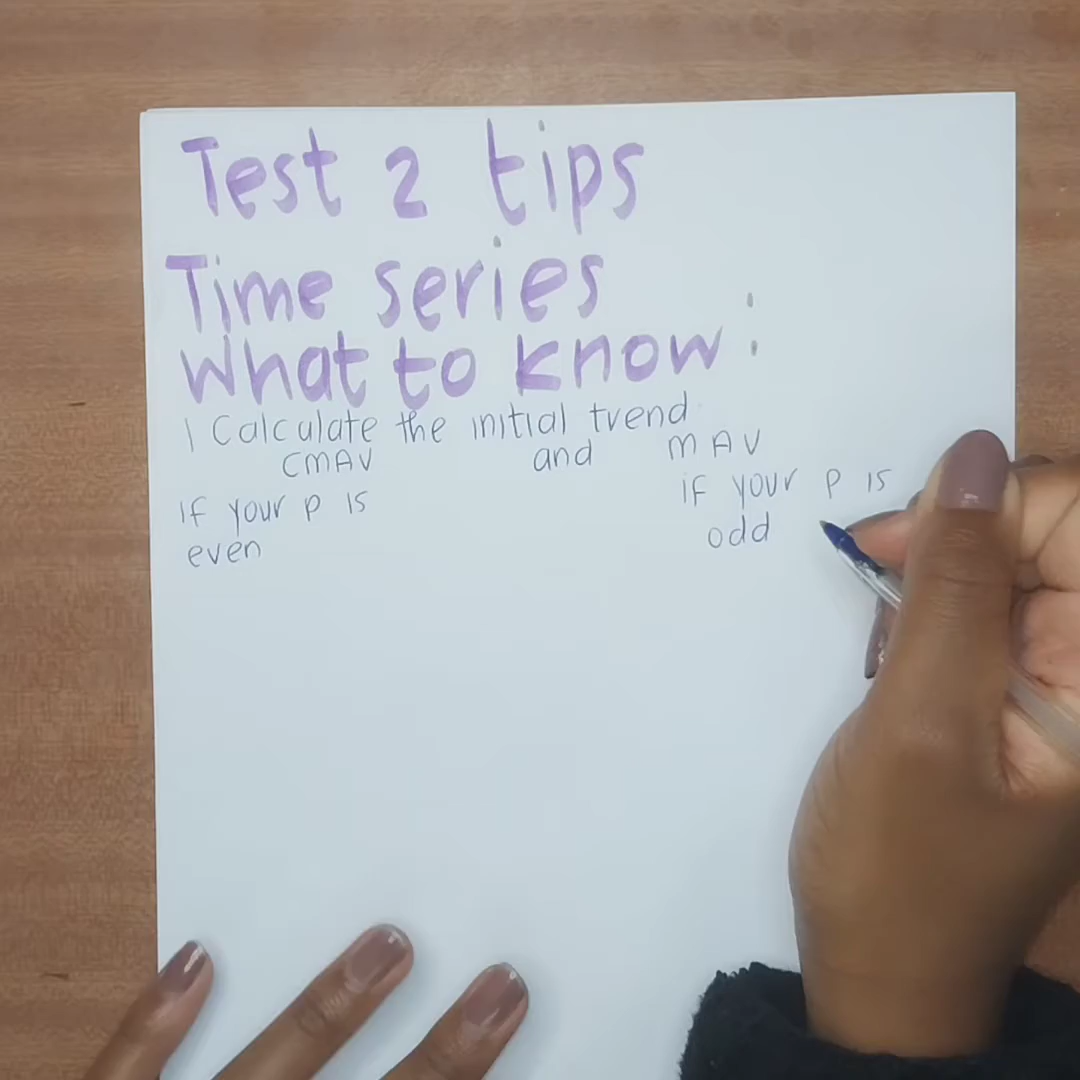 Test 2 tips
Time series
What to know:
1 Calculate the initial trend
CMAV and MAV
If your p is if your p is
even odd